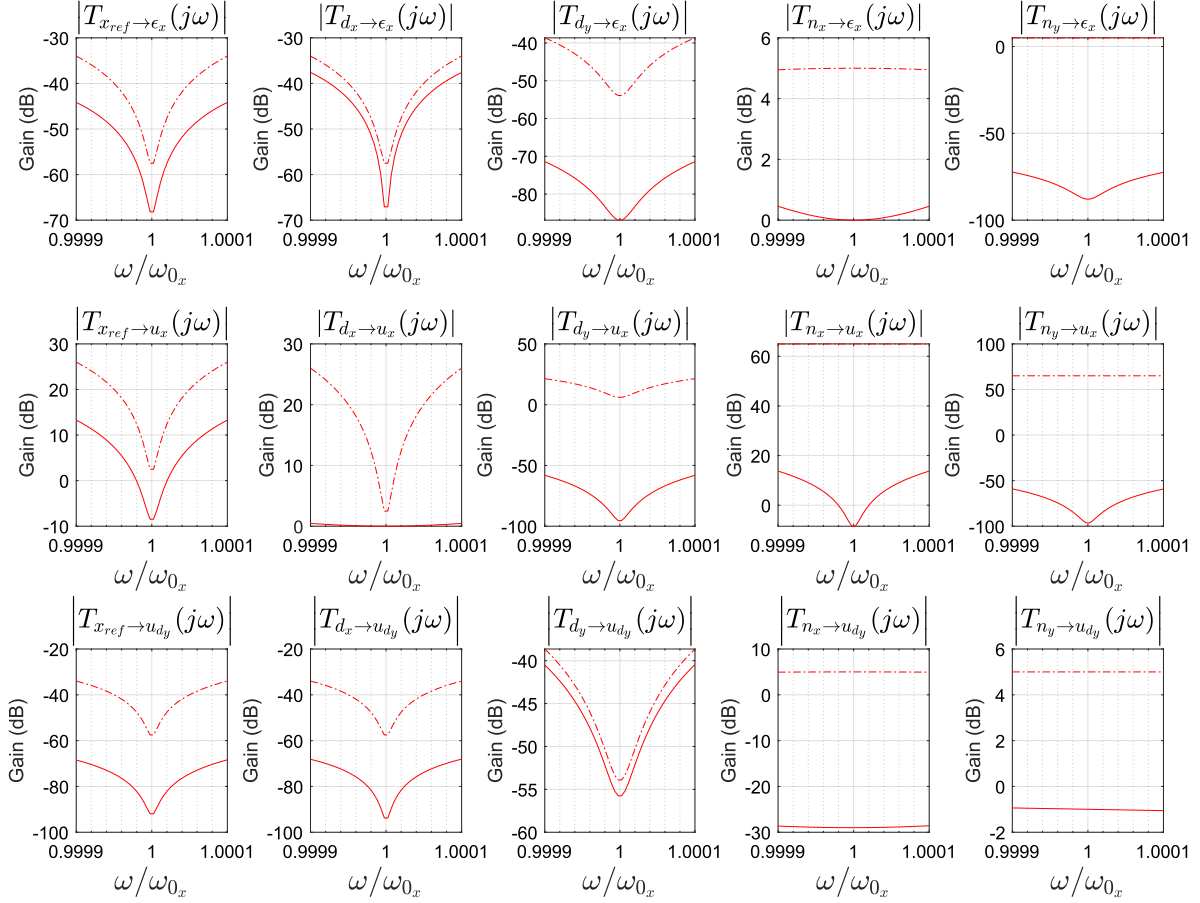 |T_{x_{ref}→ϵ_x}(jω)| |T_{d_x→ϵ_x}(jω)| |T_{d_y→ϵ_x}(jω)| |T_{n_x→ϵ_x}(jω)| |T_{n_y→ϵ_x}(jω)|
Gain (dB) -30 -40 -50 -60 -70
0.9999 1 1.0001
ω/ω_{0_x}
Gain (dB) -30 -40 -50 -60 -70
0.9999 1 1.0001
ω/ω_{0_x}
Gain (dB) -40 -50 -60 -70 -80
0.9999 1 1.0001
ω/ω_{0_x}
Gain (dB) 6 4 2 0
0.9999 1 1.0001
ω/ω_{0_x}
Gain (dB) 0 -50 -100
0.9999 1 1.0001
ω/ω_{0_x}
|T_{x_{ref}→u_x}(jω)| |T_{d_x→u_x}(jω)| |T_{d_y→u_x}(jω)| |T_{n_x→u_x}(jω)| |T_{n_y→u_x}(jω)|
Gain (dB) 30 20 10 0 -10
0.9999 1 1.0001
ω/ω_{0_x}
Gain (dB) 30 20 10 0
0.9999 1 1.0001
ω/ω_{0_x}
Gain (dB) 50 0 -50 -100
0.9999 1 1.0001
ω/ω_{0_x}
Gain (dB) 60 40 20 0
0.9999 1 1.0001
ω/ω_{0_x}
Gain (dB) 100 50 0 -50 -100
0.9999 1 1.0001
ω/ω_{0_x}
|T_{x_{ref}→u_{dy}}(jω)| |T_{d_x→u_{dy}}(jω)| |T_{d_y→u_{dy}}(jω)| |T_{n_x→u_{dy}}(jω)| |T_{n_y→u_{dy}}(jω)|
Gain (dB) -20 -40 -60 -80 -100
0.9999 1 1.0001
ω/ω_{0_x}
Gain (dB) -20 -40 -60 -80 -100
0.9999 1 1.0001
ω/ω_{0_x}
Gain (dB) -40 -45 -50 -55 -60
0.9999 1 1.0001
ω/ω_{0_x}
Gain (dB) 10 0 -10 -20 -30
0.9999 1 1.0001
ω/ω_{0_x}
Gain (dB) 6 4 2 0 -2
0.9999 1 1.0001
ω/ω_{0_x}